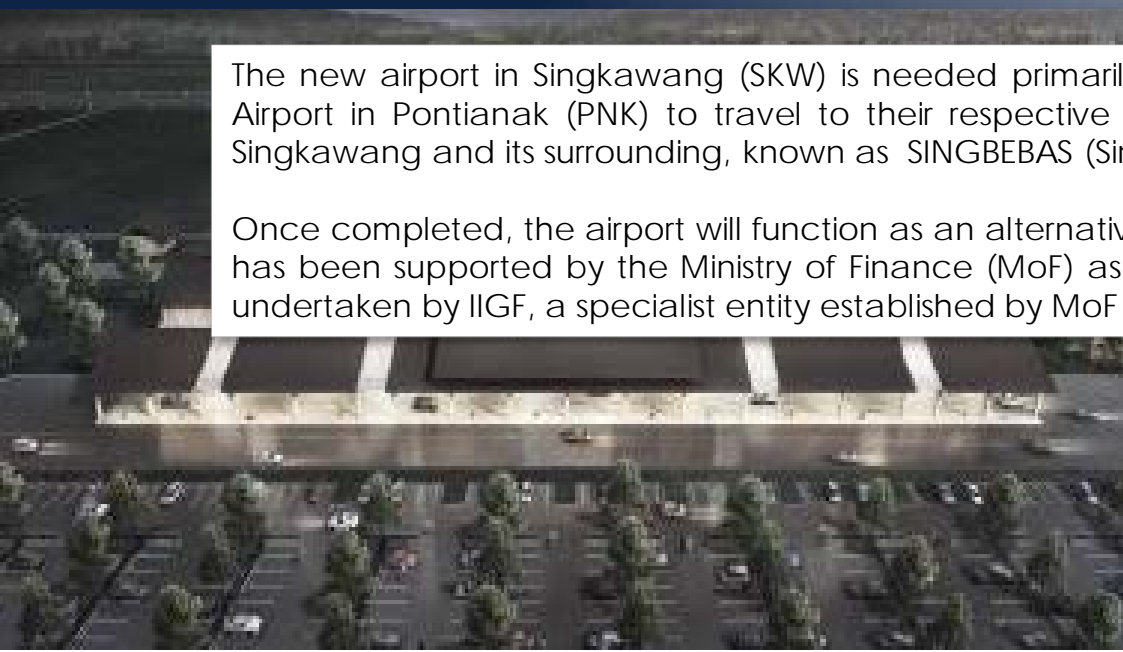 The new airport in Singkawang (SKW) is needed primaril
Airport in Pontianak (PNK) to travel to their respective
Singkawang and its surrounding, known as SINGBEBAS (Sin
Once completed, the airport will function as an alternativ
has been supported by the Ministry of Finance (MoF) as
undertaken by IIGF, a specialist entity established by MoF